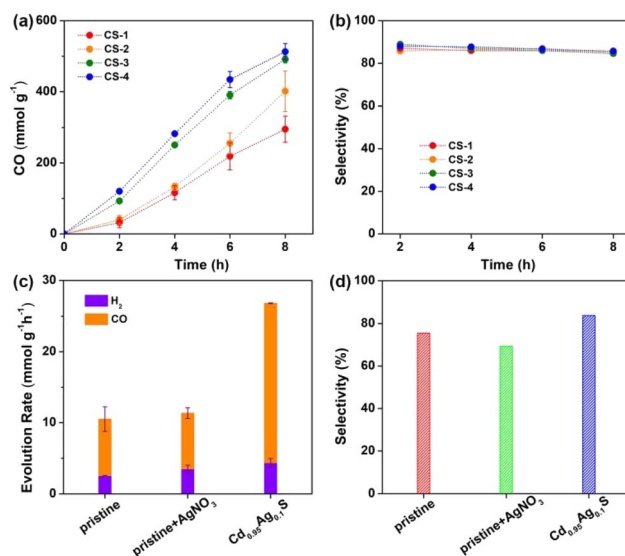 (a)
CS-1
CS-2
CS-3
CS-4
600
400
200
0
CO (mmol g⁻¹)
0 2 4 6 8
Time (h)
(b)
100
80
60
40
20
0
Selectivity (%)
CS-1
CS-2
CS-3
CS-4
2 4 6 8
Time (h)
(c)
H₂
CO
30
20
10
0
Evolution Rate (mmol g⁻¹h⁻¹)
pristine
pristine+AgNO₃
Cd₀.₉₅Ag₀.₁S
(d)
100
80
60
40
20
0
Selectivity (%)
pristine
pristine+AgNO₃
Cd₀.₉₅Ag₀.₁S